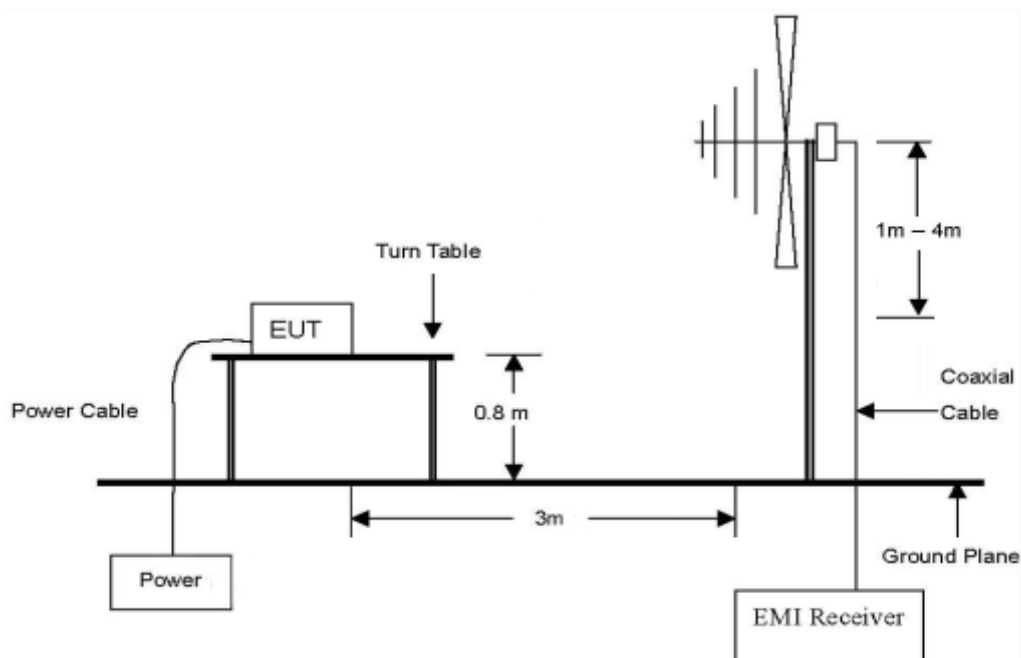 1m – 4m
Turn Table
EUT
Coaxial
Cable
Power Cable
0.8 m
3m
Ground Plane
Power
EMI Receiver